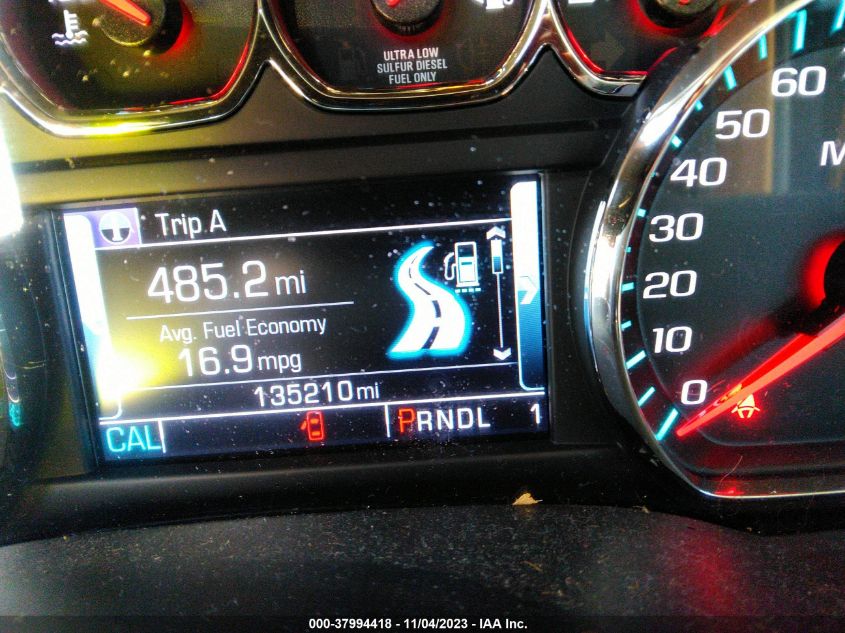 ULTRA LOW
SULFUR DIESEL
FUEL ONLY
Trip A
485.2 mi
Avg. Fuel Economy
16.9 mpg
135210 mi
CAL
PRNDL 1
60
50
40
30
20
10
0
M
000-37994418 - 11/04/2023 - IAA Inc.